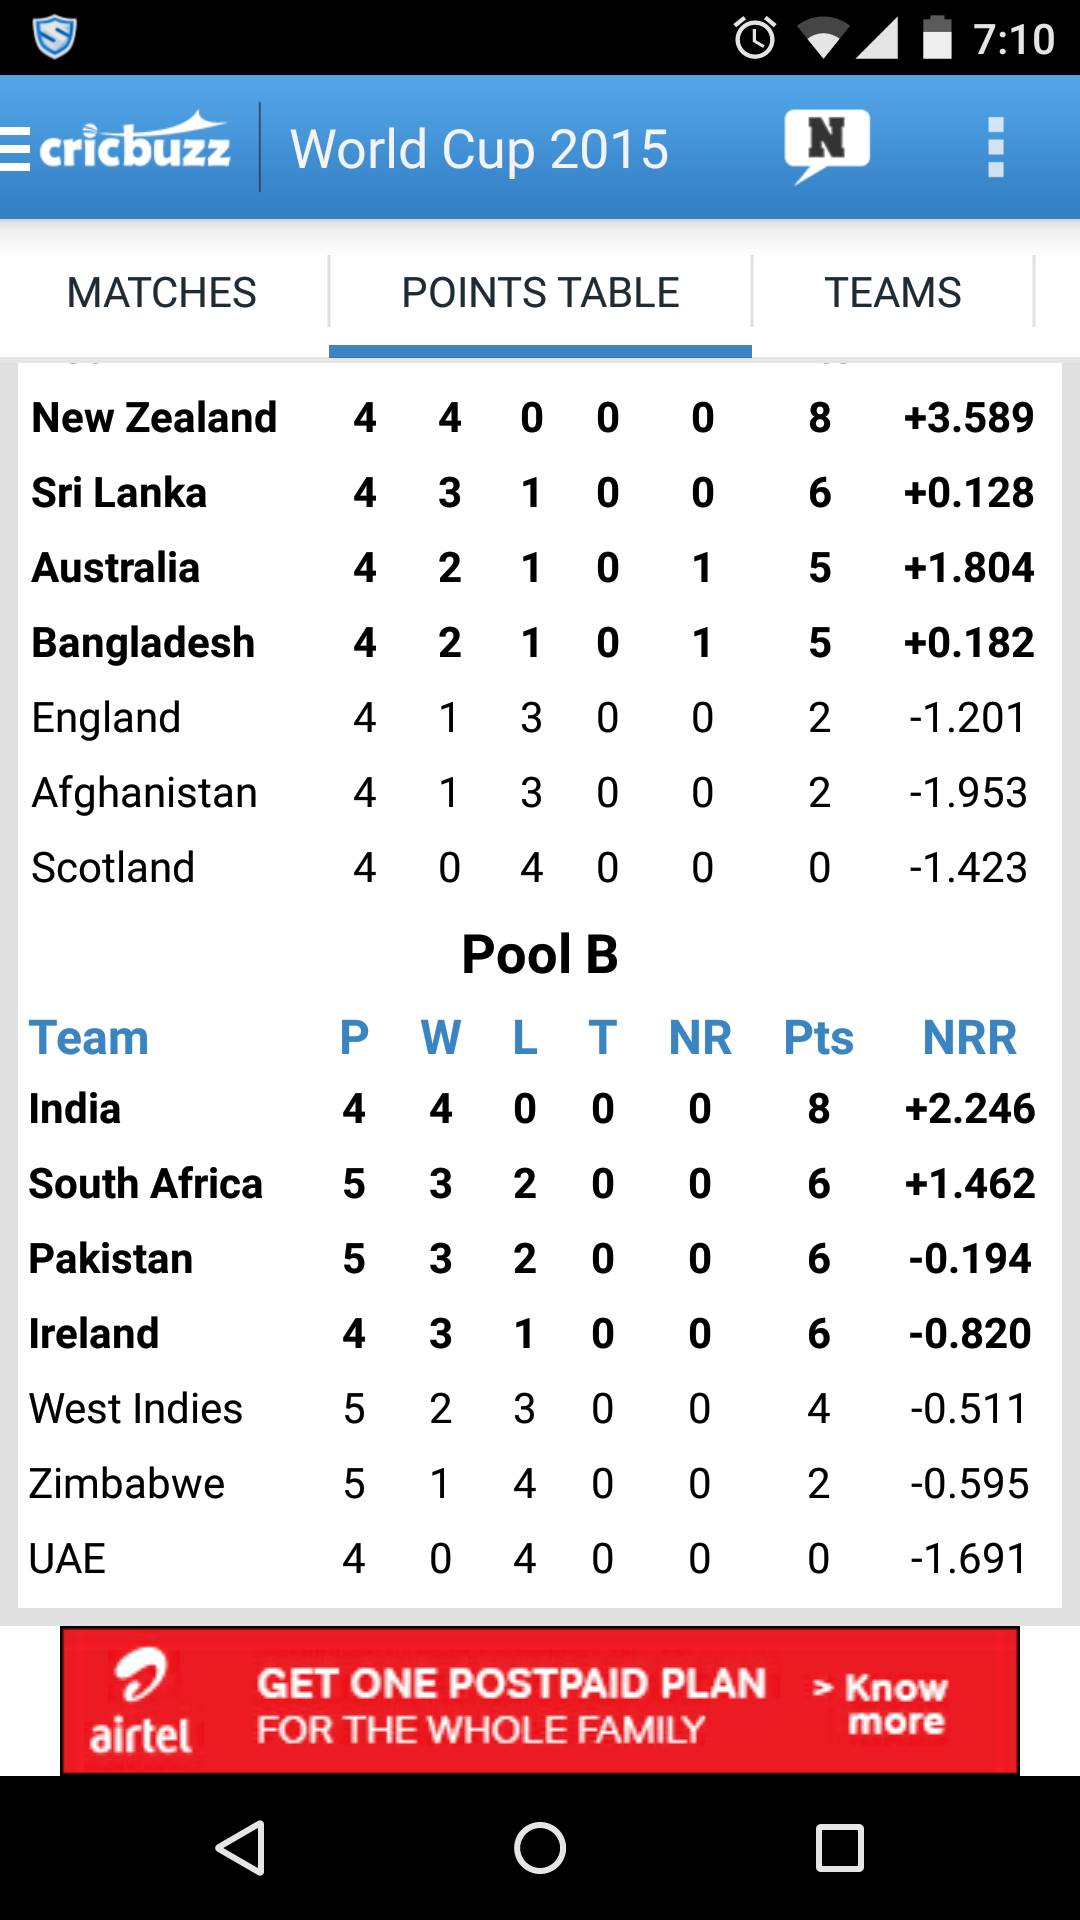 7:10
cricbuzz World Cup 2015 N
MATCHES POINTS TABLE TEAMS
New Zealand 4 4 0 0 0 8 +3.589
Sri Lanka 4 3 1 0 0 6 +0.128
Australia 4 2 1 0 1 5 +1.804
Bangladesh 4 2 1 0 1 5 +0.182
England 4 1 3 0 0 2 -1.201
Afghanistan 4 1 3 0 0 2 -1.953
Scotland 4 0 4 0 0 0 -1.423
Pool B
Team P W L T NR Pts NRR
India 4 4 0 0 0 8 +2.246
South Africa 5 3 2 0 0 6 +1.462
Pakistan 5 3 2 0 0 6 -0.194
Ireland 4 3 1 0 0 6 -0.820
West Indies 5 2 3 0 0 4 -0.511
Zimbabwe 5 1 4 0 0 2 -0.595
UAE 4 0 4 0 0 0 -1.691
airtel
GET ONE POSTPAID PLAN
FOR THE WHOLE FAMILY
> Know
more